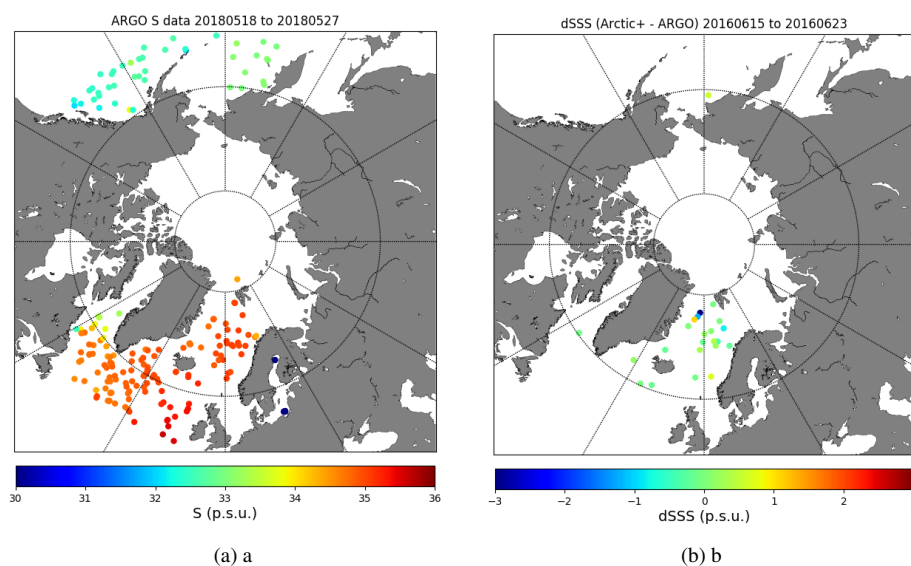 ARGO S data 20180518 to 20180527
30 31 32 33 34 35 36
S (p.s.u.)
(a) a
dSSS (Arctic+ - ARGO) 20160615 to 20160623
−3 −2 −1 0 1 2
dSSS (p.s.u.)
(b) b